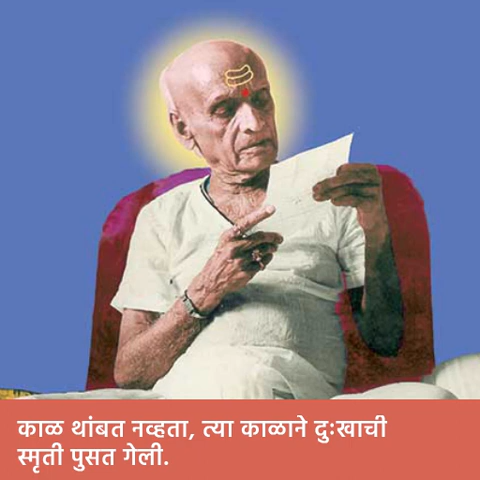 काळ थांबत नव्हता, त्या काळाने दुःखाची
स्मृती पुसत गेली.